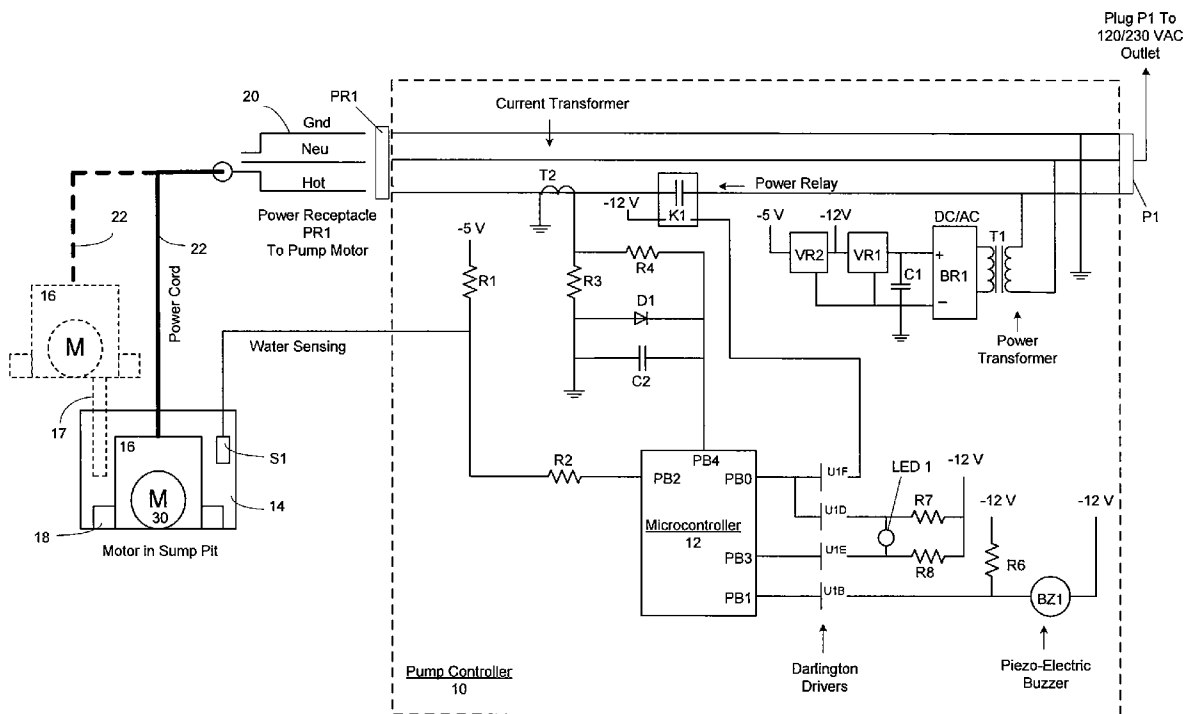 Plug P1 To
120/230 VAC
Outlet
20
PR1
Current Transformer
Gnd
Neu
Hot
T2
Power Relay
-12 V
K1
P1
Power Receptacle
PR1
To Pump Motor
22
22
Power Cord
-5 V
R1
R3
R4
D1
C2
-5 V
-12V
VR2
VR1
C1
DC/AC
+
BR1
–
T1
Power
Transformer
16
M
Water Sensing
17
16
M
30
S1
14
18
Motor in Sump Pit
R2
PB4
PB2
PB0
Microcontroller
12
PB3
PB1
U1F
U1D
U1E
U1B
LED 1
R7
R8
-12 V
-12 V
R6
-12 V
BZ1
Darlington
Drivers
Piezo-Electric
Buzzer
Pump Controller
10